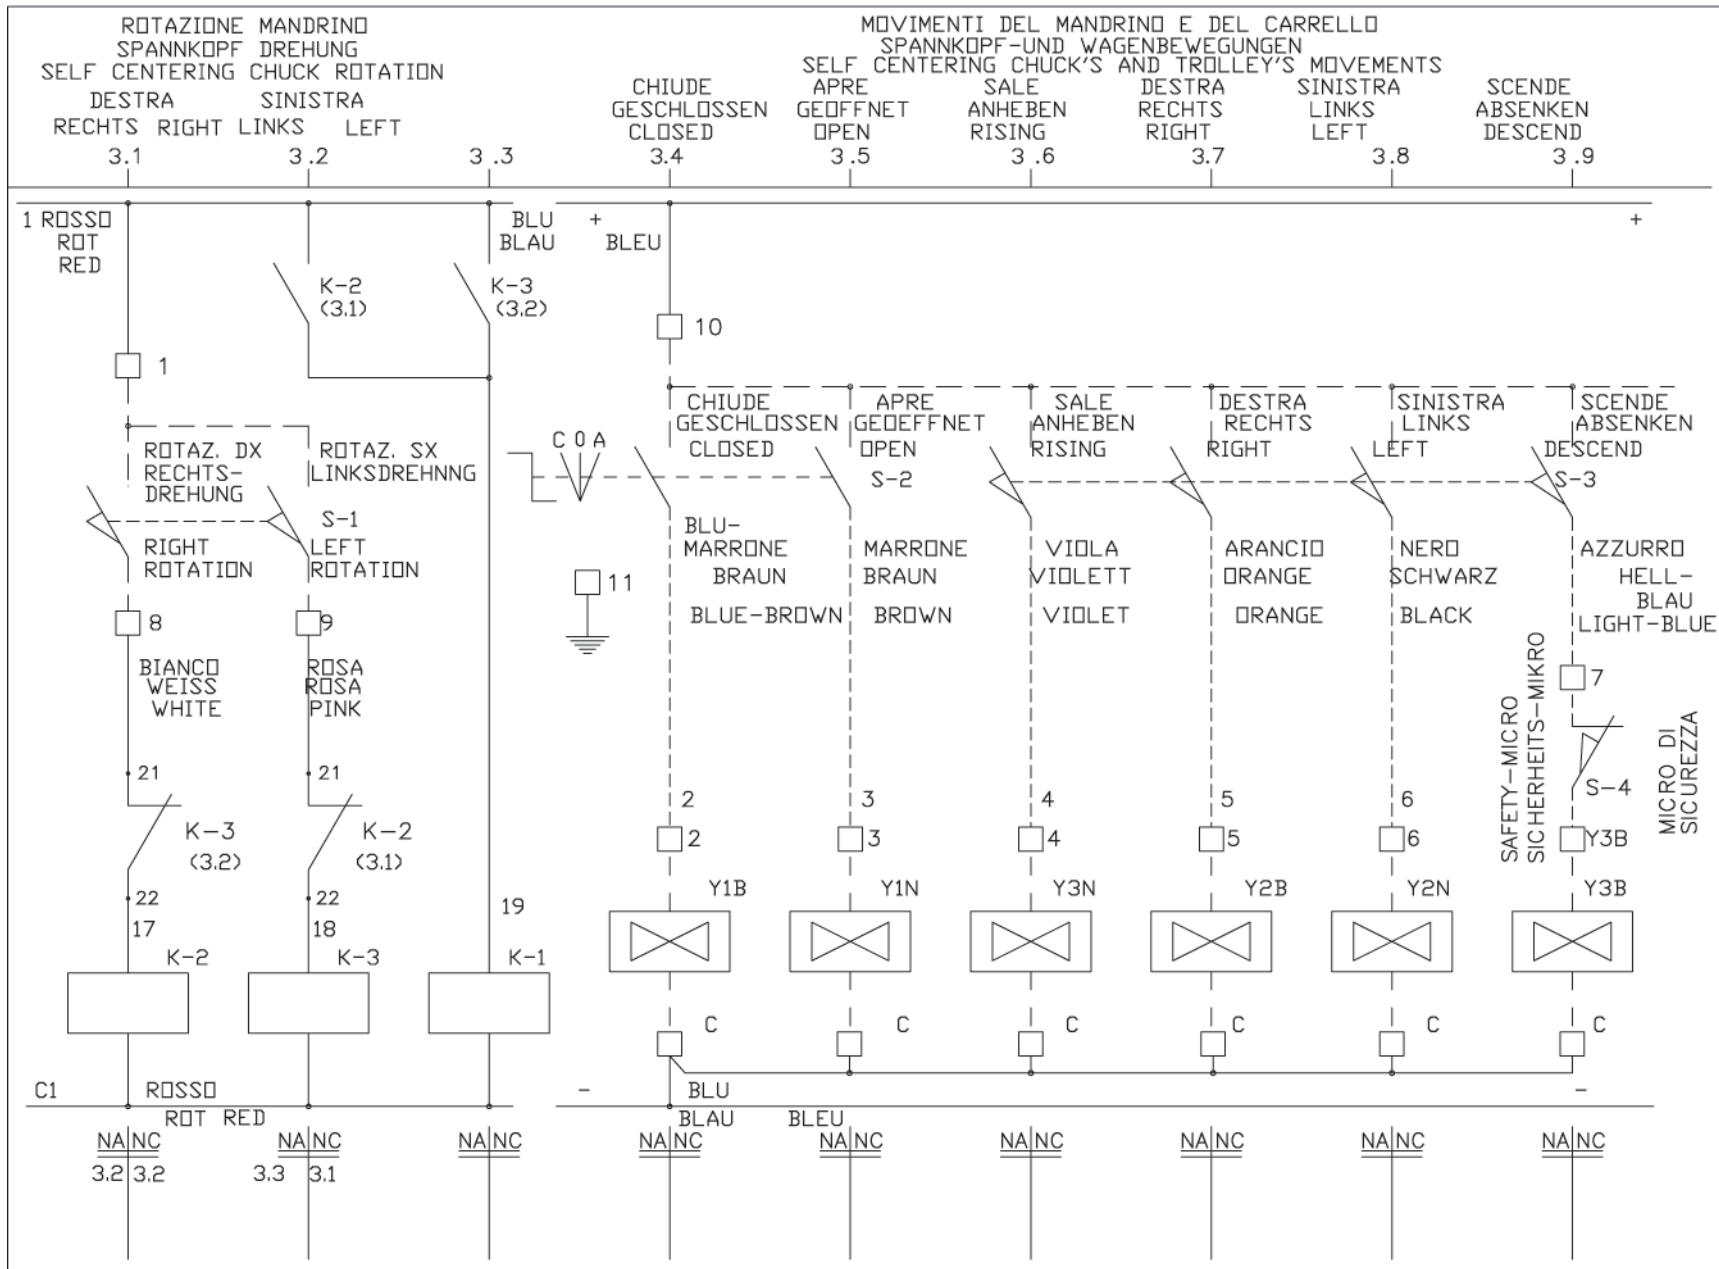 ROTAZIONE MANDRINO
SPANNKOPF DREHUNG
SELF CENTERING CHUCK ROTATION
DESTRA SINISTRA
RECHTS RIGHT LINKS LEFT
MOVIMENTI DEL MANDRINO E DEL CARRELLO
SPANNKOPF-UND WAGENBEWEGUNGEN
SELF CENTERING CHUCK'S AND TROLLEY'S MOVEMENTS
CHIUDE APRE SALE DESTRA SINISTRA SCENDE
GESCHLOSSEN GEOFFNET ANHEBEN RECHTS LINKS ABSENKEN
CLOSED OPEN RISING RIGHT LEFT DESCEND
3.1 3.2 3.3 3.4 3.5 3.6 3.7 3.8 3.9
1 ROSSO
ROT
RED
BLU +
BLAU BLEU
+
K-2
(3.1)
K-3
(3.2)
10
1
CHIUDE
GESCHLOSSEN
CLOSED
APRE
GEOEFFNET
OPEN
SALE
ANHEBEN
RISING
DESTRA
RECHTS
RIGHT
SINISTRA
LINKS
LEFT
SCENDE
ABSENKEN
DESCEND
ROTAZ. DX
RECHTS-
DREHUNG
ROTAZ. SX
LINKSDREHNNG
C 0 A
S-2
S-3
S-1
RIGHT
ROTATION
LEFT
ROTATION
BLU-
MARRONE
BRAUN
BLUE-BROWN
MARRONE
BRAUN
BROWN
VIOLA
VIOLETT
VIOLET
ARANCIO
ORANGE
ORANGE
NERO
SCHWARZ
BLACK
AZZURRO
HELL-
BLAU
LIGHT-BLUE
11
8
9
BIANCO
WEISS
WHITE
ROSA
ROSA
PINK
7
SAFETY-MICRO
SICHERHEITS-MIKRO
MICRO DI
SICUREZZA
S-4
21
21
K-3
(3.2)
K-2
(3.1)
2 3 4 5 6
2 3 4 5 6 Y3B
22
22
17
18
19
Y1B Y1N Y3N Y2B Y2N Y3B
K-2 K-3 K-1
C C C C C C
C1 ROSSO
ROT RED
- BLU
BLAU BLEU
-
NA NC NA NC NA NC NA NC NA NC NA NC NA NC NA NC NA NC
3.2 3.2 3.3 3.1